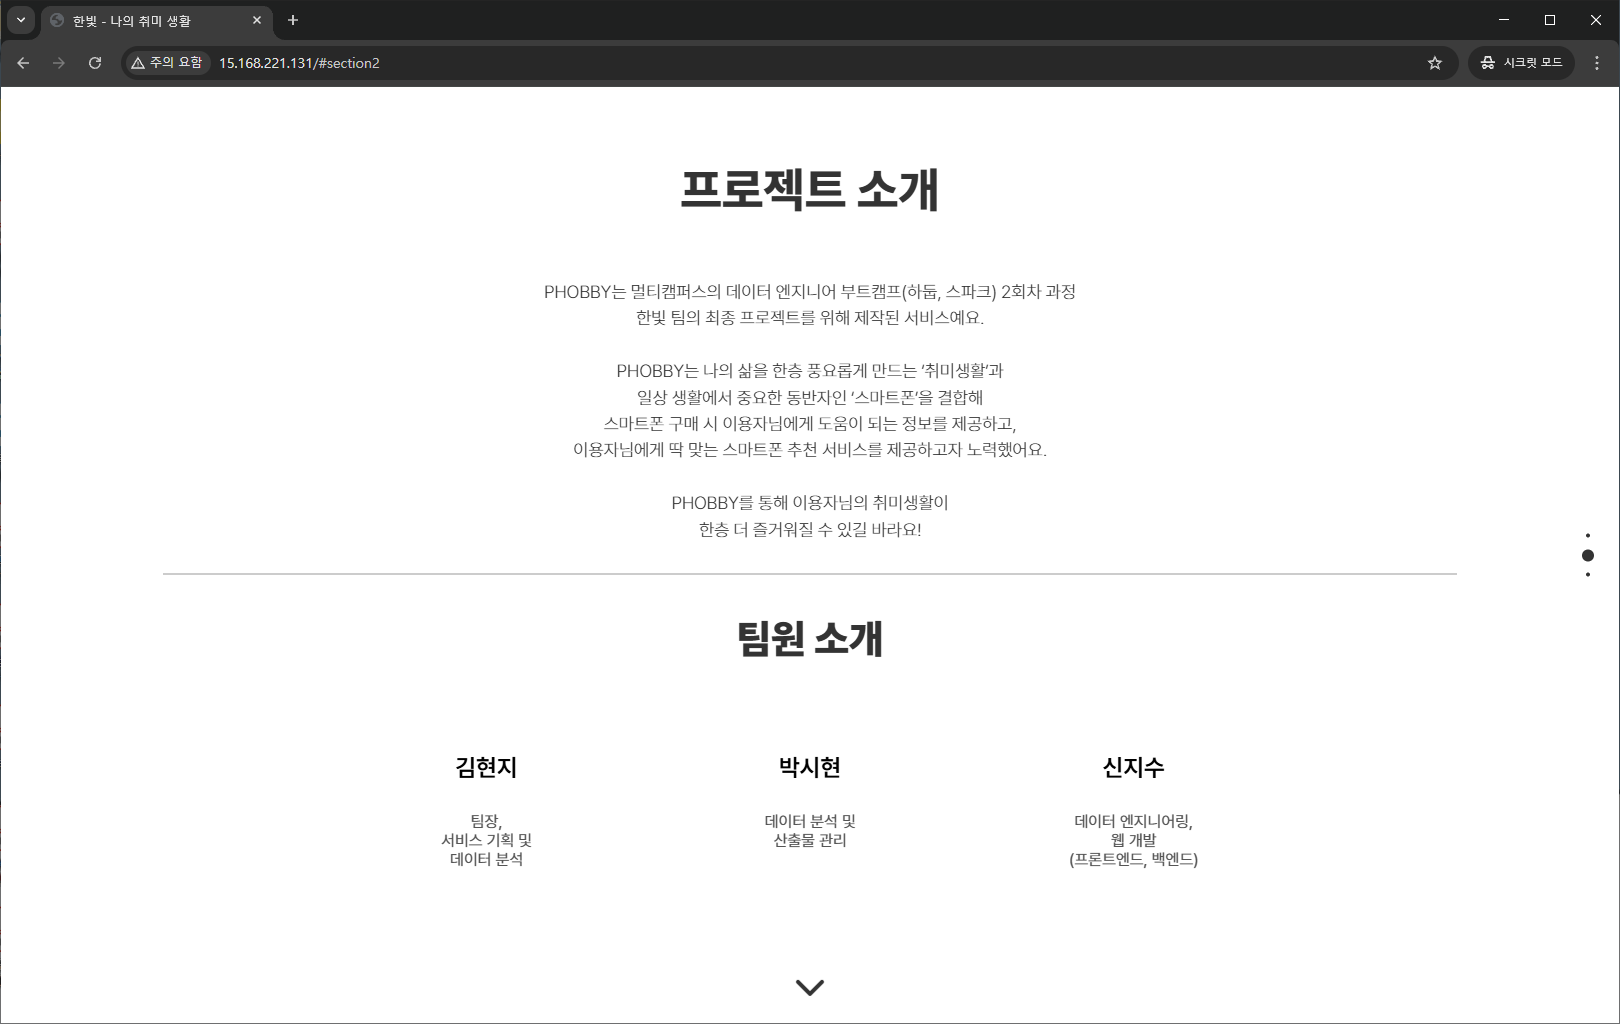 한빛 - 나의 취미 생활
주의 요함
15.168.221.131/#section2
시크릿 모드
프로젝트 소개
PHOBBY는 멀티캠퍼스의 데이터 엔지니어 부트캠프(하둡, 스파크) 2회차 과정
한빛 팀의 최종 프로젝트를 위해 제작된 서비스예요.
PHOBBY는 나의 삶을 한층 풍요롭게 만드는 ‘취미생활’과
일상 생활에서 중요한 동반자인 ‘스마트폰’을 결합해
스마트폰 구매 시 이용자님에게 도움이 되는 정보를 제공하고,
이용자님에게 딱 맞는 스마트폰 추천 서비스를 제공하고자 노력했어요.
PHOBBY를 통해 이용자님의 취미생활이
한층 더 즐거워질 수 있길 바라요!
팀원 소개
김현지
팀장,
서비스 기획 및
데이터 분석
박시현
데이터 분석 및
산출물 관리
신지수
데이터 엔지니어링,
웹 개발
(프론트엔드, 백엔드)